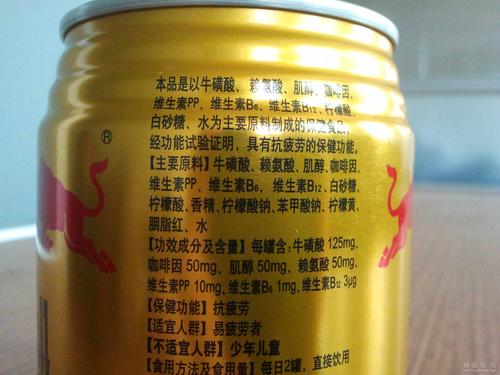 本品是以牛磺酸、赖氨酸、肌醇、咖啡因、
维生素PP、维生素B₆、维生素B₁₂、柠檬酸、
白砂糖、水为主要原料制成的保健食品,
经功能试验证明,具有抗疲劳的保健功能。
®
【主要原料】牛磺酸、赖氨酸、肌醇、咖啡因、
维生素PP、维生素B₆、维生素B₁₂、白砂糖、
柠檬酸、香精、柠檬酸钠、苯甲酸钠、柠檬黄、
胭脂红、水
【功效成分及含量】每罐含:牛磺酸 125mg、
咖啡因 50mg、肌醇 50mg、赖氨酸 50mg、
维生素PP 10mg、维生素B₆ 1mg、维生素B₁₂ 3μg
【保健功能】抗疲劳
【适宜人群】易疲劳者
【不适宜人群】少年儿童
【食用方法及食用量】每日2罐,直接饮用